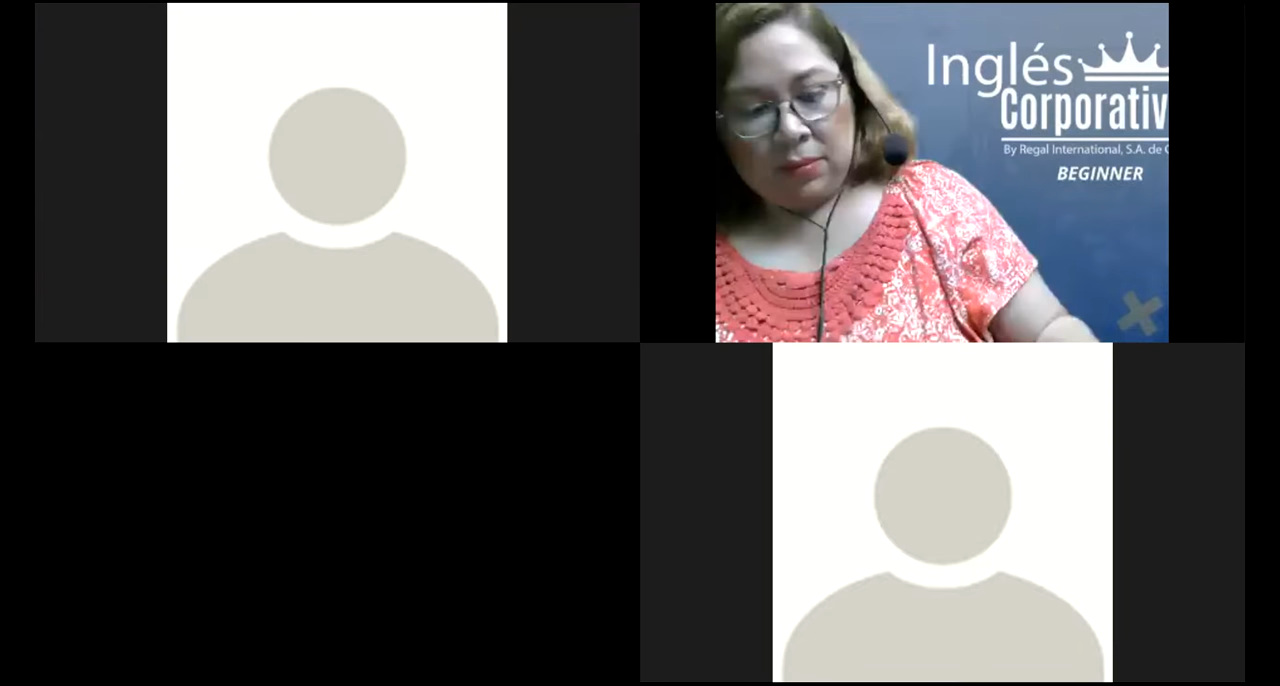 Inglés
Corporativ
By Regal International, S.A. de C
BEGINNER